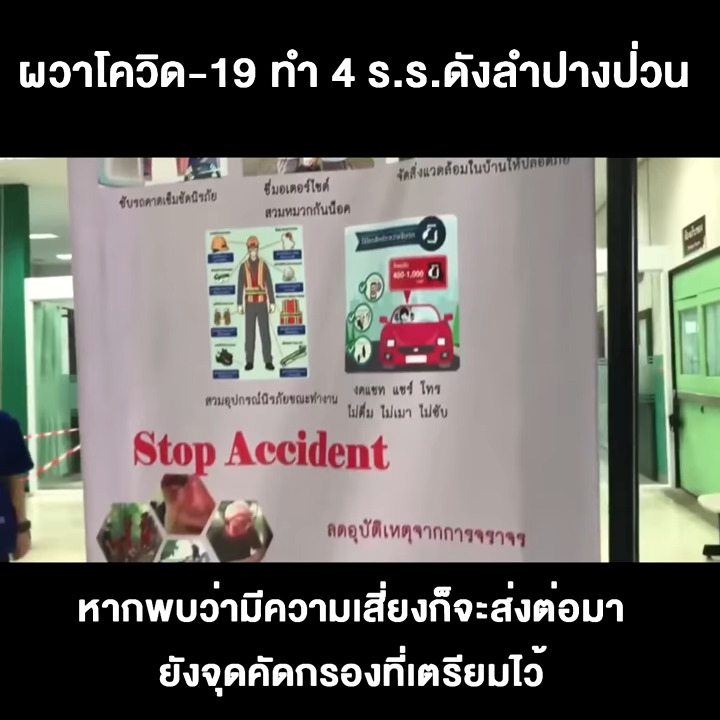 ผวาโควิด-19 ทำ 4 ร.ร.ดังลำปางป่วน
ขับรถคาดเข็มขัดนิรภัย
ขี่มอเตอร์ไซด์
สวมหมวกกันน็อค
จัดสิ่งแวดล้อมในบ้านให้ปลอดภัย
400-1,000
สวมอุปกรณ์นิรภัยขณะทำงาน
งดแชท แชร์ โทร
ไม่ดื่ม ไม่เมา ไม่ขับ
Stop Accident
ลดอุบัติเหตุจากการจราจร
หากพบว่ามีความเสี่ยงก็จะส่งต่อมา
ยังจุดคัดกรองที่เตรียมไว้